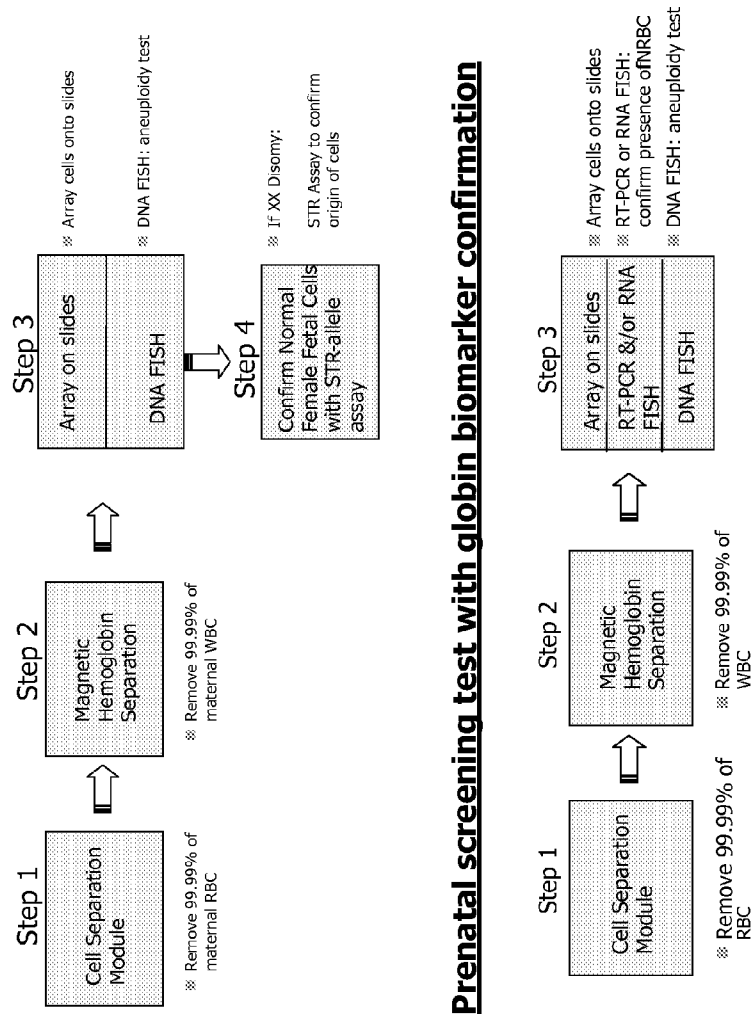 Step 1
Cell Separation
Module
※ Remove 99.99% of
maternal RBC
Step 2
Magnetic
Hemoglobin
Separation
※ Remove 99.99% of
maternal WBC
Step 3
Array on slides
DNA FISH
※ Array cells onto slides
※ DNA FISH: aneuploidy test
Step 4
Confirm Normal
Female Fetal Cells
with STR-allele
assay
※ If XX Disomy:
STR Assay to confirm
origin of cells
Prenatal screening test with globin biomarker confirmation
Step 1
Cell Separation
Module
※ Remove 99.99% of
RBC
Step 2
Magnetic
Hemoglobin
Separation
※ Remove 99.99% of
WBC
Step 3
Array on slides
RT-PCR &/or RNA
FISH
DNA FISH
※ Array cells onto slides
※ RT-PCR or RNA FISH:
confirm presence ofNRBC
※ DNA FISH: aneuploidy test